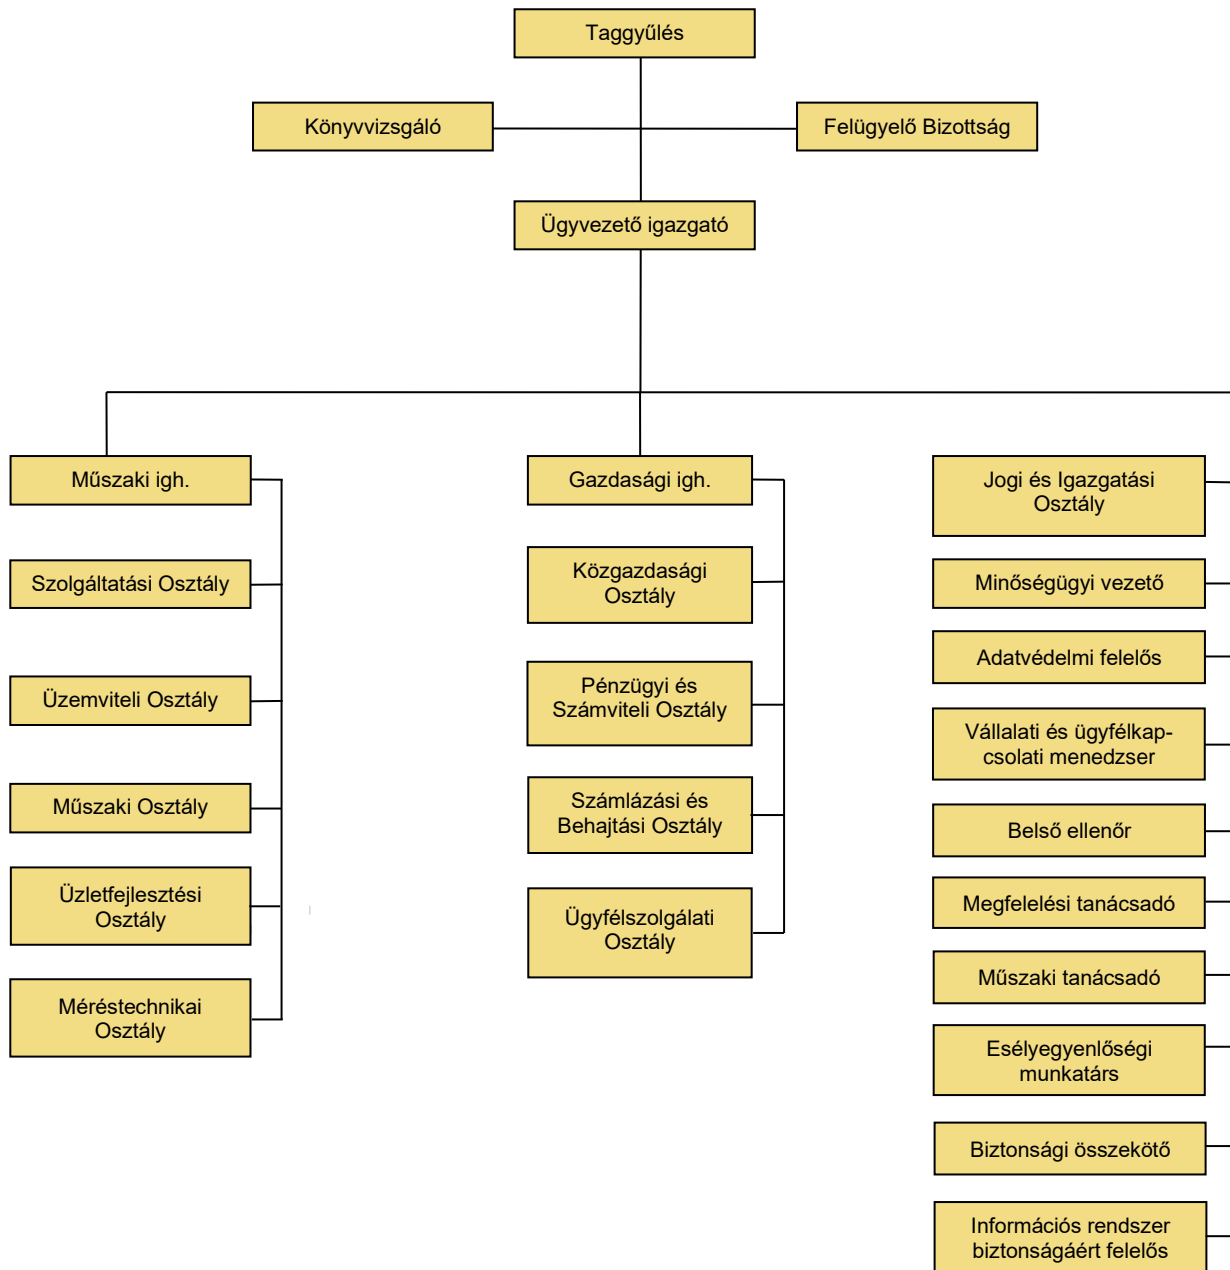 Taggyűlés
Könyvvizsgáló
Felügyelő Bizottság
Ügyvezető igazgató
Műszaki igh.
Szolgáltatási Osztály
Üzemviteli Osztály
Műszaki Osztály
Üzletfejlesztési
Osztály
Méréstechnikai
Osztály
Gazdasági igh.
Közgazdasági
Osztály
Pénzügyi és
Számviteli Osztály
Számlázási és
Behajtási Osztály
Ügyfélszolgálati
Osztály
Jogi és Igazgatási
Osztály
Minőségügyi vezető
Adatvédelmi felelős
Vállalati és ügyfélkap-
csolati menedzser
Belső ellenőr
Megfelelési tanácsadó
Műszaki tanácsadó
Esélyegyenlőségi
munkatárs
Biztonsági összekötő
Információs rendszer
biztonságáért felelős